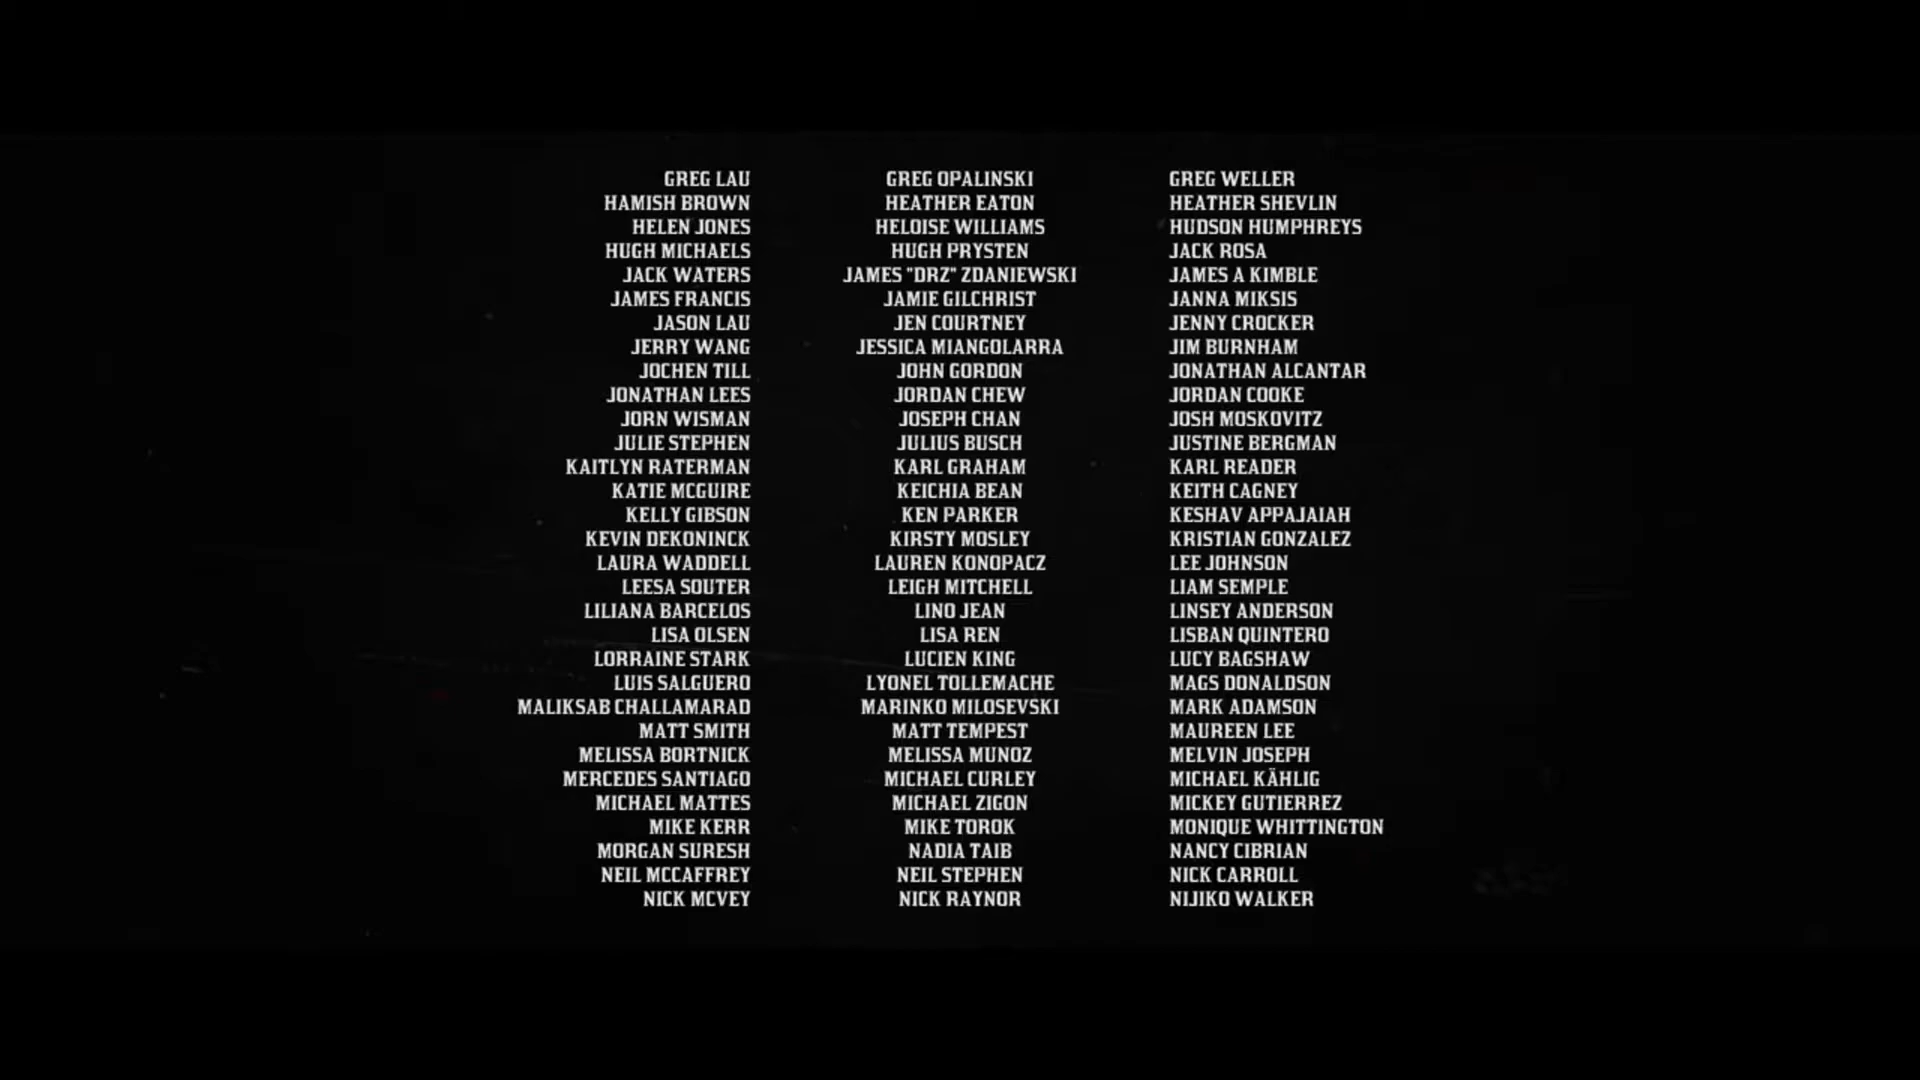 GREG LAU GREG OPALINSKI GREG WELLER
HAMISH BROWN HEATHER EATON HEATHER SHEVLIN
HELEN JONES HELOISE WILLIAMS HUDSON HUMPHREYS
HUGH MICHAELS HUGH PRYSTEN JACK ROSA
JACK WATERS JAMES "DRZ" ZDANIEWSKI JAMES A KIMBLE
JAMES FRANCIS JAMIE GILCHRIST JANNA MIKSIS
JASON LAU JEN COURTNEY JENNY CROCKER
JERRY WANG JESSICA MIANGOLARRA JIM BURNHAM
JOCHEN TILL JOHN GORDON JONATHAN ALCANTAR
JONATHAN LEES JORDAN CHEW JORDAN COOKE
JORN WISMAN JOSEPH CHAN JOSH MOSKOVITZ
JULIE STEPHEN JULIUS BUSCH JUSTINE BERGMAN
KAITLYN RATERMAN KARL GRAHAM KARL READER
KATIE MCGUIRE KEICHIA BEAN KEITH CAGNEY
KELLY GIBSON KEN PARKER KESHAV APPAJAIAH
KEVIN DEKONINCK KIRSTY MOSLEY KRISTIAN GONZALEZ
LAURA WADDELL LAUREN KONOPACZ LEE JOHNSON
LEESA SOUTER LEIGH MITCHELL LIAM SEMPLE
LILIANA BARCELOS LINO JEAN LINSEY ANDERSON
LISA OLSEN LISA REN LISBAN QUINTERO
LORRAINE STARK LUCIEN KING LUCY BAGSHAW
LUIS SALGUERO LYONEL TOLLEMACHE MAGS DONALDSON
MALIKSAB CHALLAMARAD MARINKO MILOSEVSKI MARK ADAMSON
MATT SMITH MATT TEMPEST MAUREEN LEE
MELISSA BORTNICK MELISSA MUNOZ MELVIN JOSEPH
MERCEDES SANTIAGO MICHAEL CURLEY MICHAEL KÄHLIG
MICHAEL MATTES MICHAEL ZIGON MICKEY GUTIERREZ
MIKE KERR MIKE TOROK MONIQUE WHITTINGTON
MORGAN SURESH NADIA TAIB NANCY CIBRIAN
NEIL MCCAFFREY NEIL STEPHEN NICK CARROLL
NICK MCVEY NICK RAYNOR NIJIKO WALKER